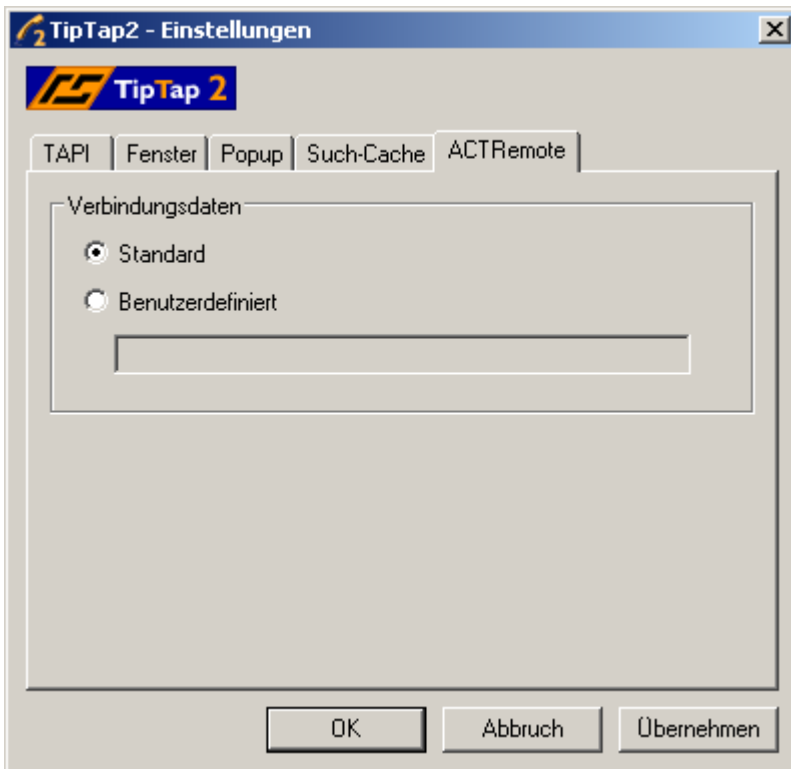 TipTap2 - Einstellungen
TipTap 2
TAPI Fenster Popup Such-Cache ACTRemote
Verbindungsdaten
Standard
Benutzerdefiniert
OK Abbruch Übernehmen